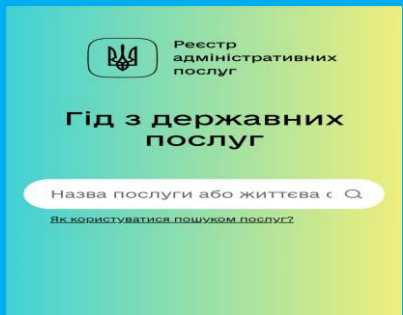 Реєстр
адміністративних
послуг
Гід з державних
послуг
Назва послуги або життєва с
Як користуватися пошуком послуг?